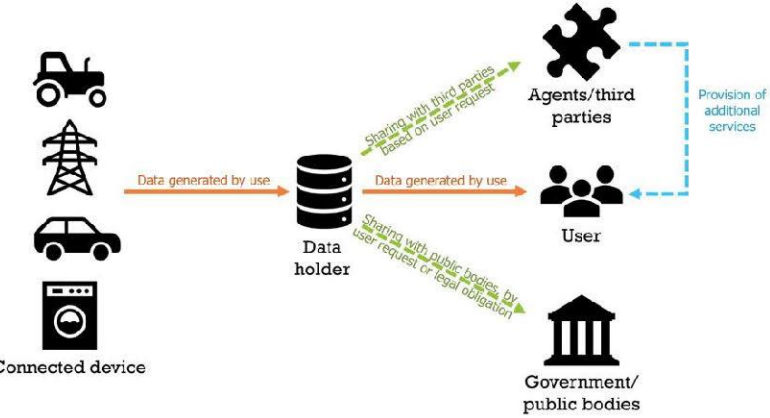 Agents/third
parties
Provision of
additional
services
Sharing with third parties
based on user request
Data generated by use
Data generated by use
Data
holder
User
Sharing with public bodies, by
user request or legal obligation
Connected device
Government/
public bodies